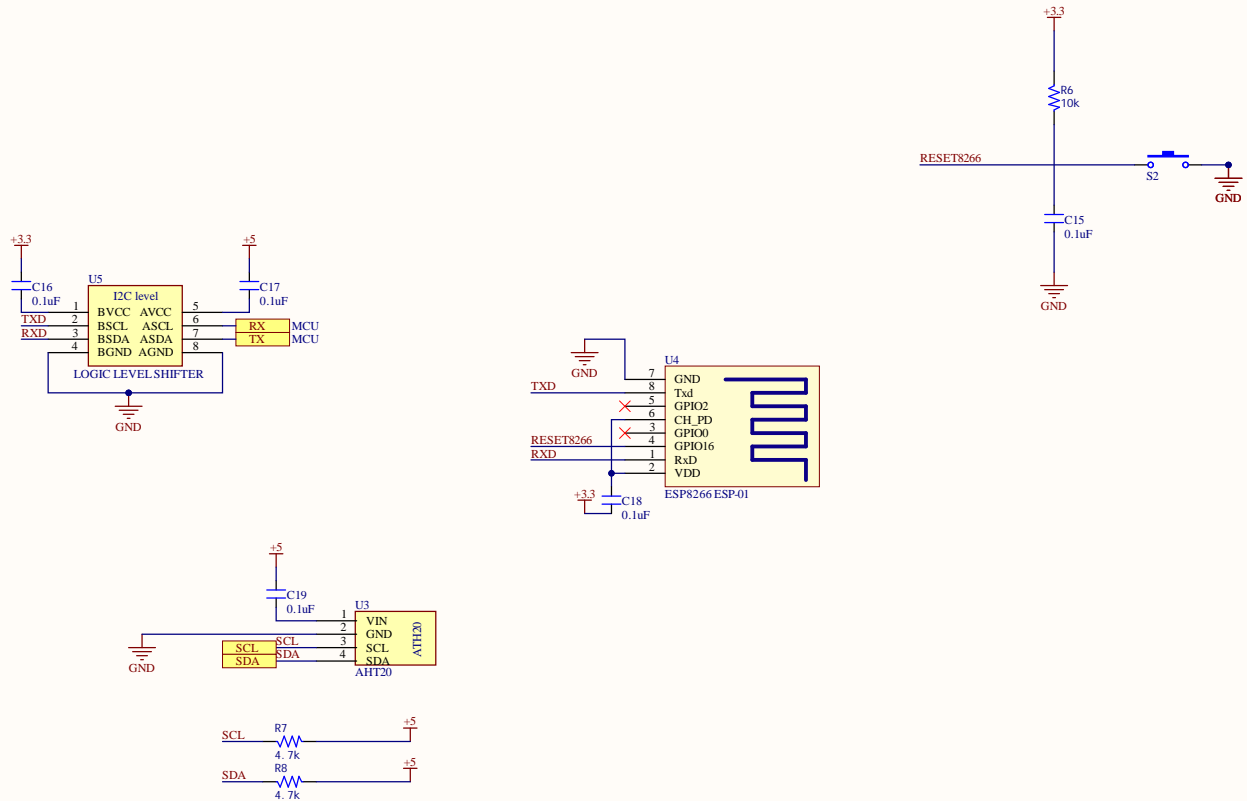 +3.3
R6
10k
RESET8266
S2
GND
C15
0.1uF
GND
+3.3
+5
C16
0.1uF
U5
C17
0.1uF
I2C level
1 BVCC AVCC 5
TXD 2 BSCL ASCL 6 RX MCU
RXD 3 BSDA ASDA 7 TX MCU
4 BGND AGND 8
LOGIC LEVEL SHIFTER
GND
GND
U4
7 GND
TXD 8 Txd
5 GPIO2
6 CH_PD
3 GPIO0
RESET8266 4 GPIO16
RXD 1 RxD
2 VDD
+3.3
C18
0.1uF
ESP8266 ESP-01
+5
C19
0.1uF
U3
1 VIN
2 GND
SCL SCL 3 SCL
SDA SDA 4 SDA
ATH20
GND
AHT20
R7
+5
SCL
4.7k
R8
+5
SDA
4.7k